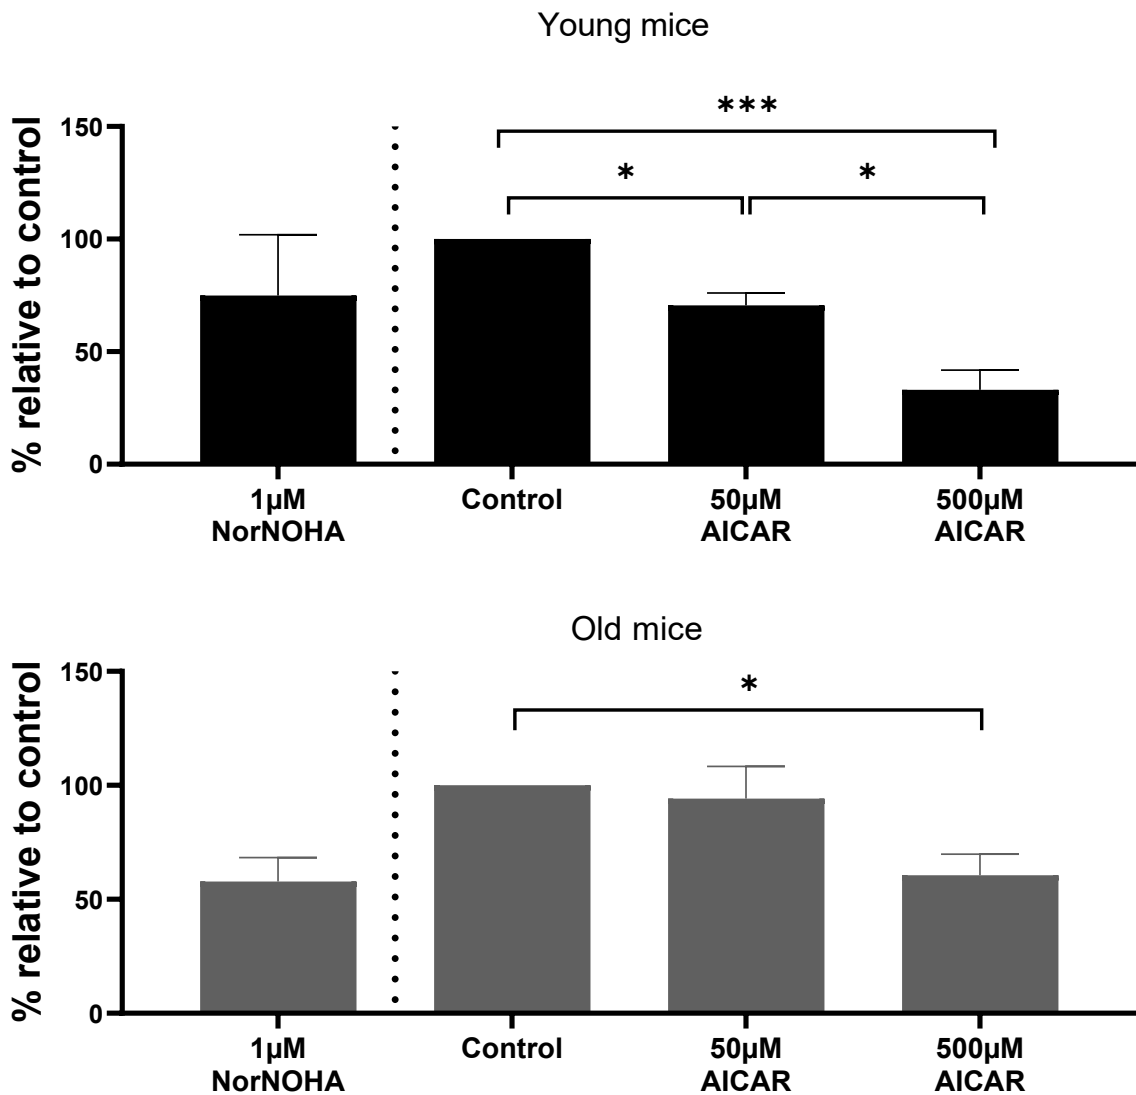 Young mice
***
*
*
% relative to control
150
100
50
0
1µM
NorNOHA
Control
50µM
AICAR
500µM
AICAR
Old mice
*
% relative to control
150
100
50
0
1µM
NorNOHA
Control
50µM
AICAR
500µM
AICAR